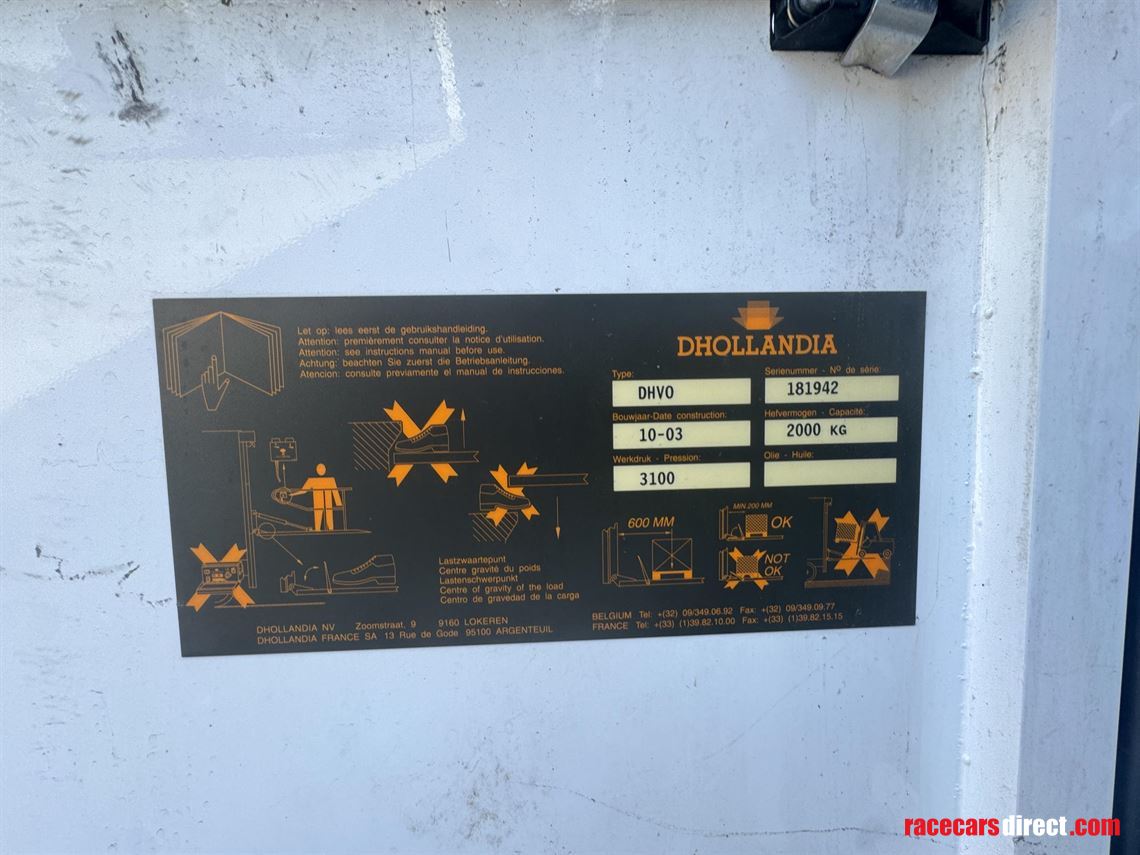 Let op: lees eerst de gebruikshandleiding.
Attention: premièrement consulter la notice d'utilisation.
Attention: see instructions manual before use.
Achtung: beachten Sie zuerst die Betriebsanleitung.
Atencion: consulte previamente el manual de instrucciones.
DHOLLANDIA
Type:
DHVO
Serienummer - Nº de série:
181942
Bouwjaar-Date construction:
10-03
Hefvermogen - Capacité:
2000 KG
Werkdruk - Pression:
3100
Olie - Huile:
600 MM
MIN.200 MM
OK
NOT
OK
Lastzwaartepunt
Centre gravité du poids
Lastenschwerpunkt
Centre of gravity of the load
Centro de gravedad de la carga
DHOLLANDIA NV Zoomstraat, 9 9160 LOKEREN
DHOLLANDIA FRANCE SA 13 Rue de Gode 95100 ARGENTEUIL
BELGIUM Tel: +(32) 09/349.06.92 Fax: +(32) 09/349.09.77
FRANCE Tel: +(33) (1)39.82.10.00 Fax: +(33) (1)39.82.15.15
racecarsdirect.com